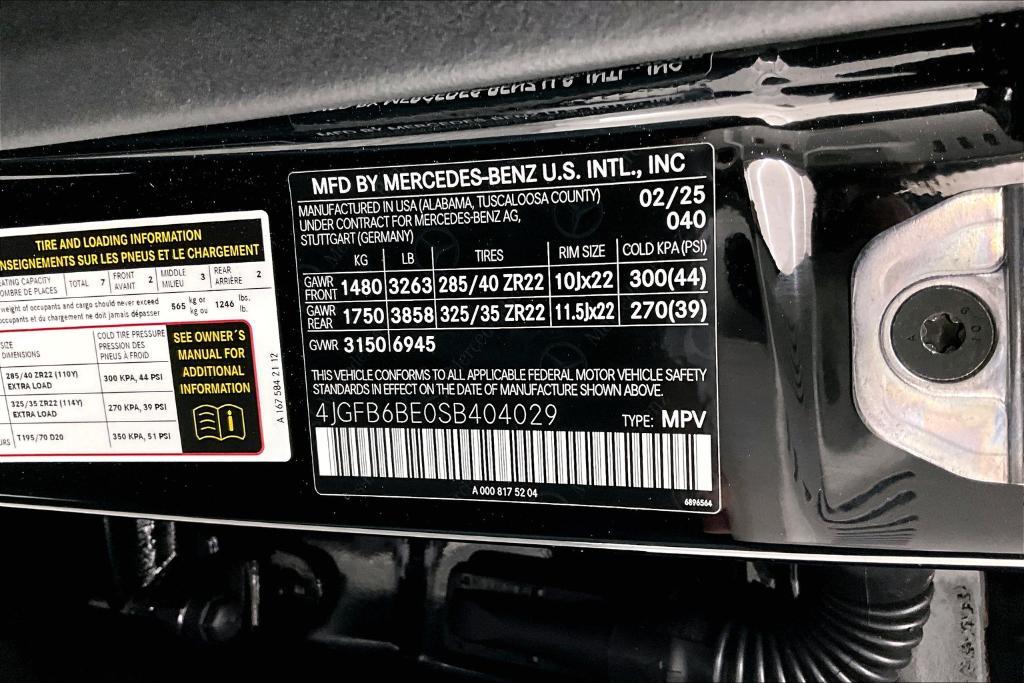 MFD BY MERCEDES-BENZ U.S. INTL., INC
MANUFACTURED IN USA (ALABAMA, TUSCALOOSA COUNTY)
UNDER CONTRACT FOR MERCEDES-BENZ AG,
STUTTGART (GERMANY)
02/25
040
KG LB TIRES RIM SIZE COLD KPA(PSI)
GAWR FRONT 1480 3263 285/40 ZR22 10Jx22 300(44)
GAWR REAR 1750 3858 325/35 ZR22 11.5Jx22 270(39)
GVWR 3150 6945
THIS VEHICLE CONFORMS TO ALL APPLICABLE FEDERAL MOTOR VEHICLE SAFETY
STANDARDS IN EFFECT ON THE DATE OF MANUFACTURE SHOWN ABOVE.
4JGFB6BE0SB404029 TYPE: MPV
A 000 817 52 04
6896564
TIRE AND LOADING INFORMATION
SUR LES PNEUS ET LE CHARGEMENT
CAPACITY TOTAL 7 FRONT 2 MIDDLE 3 REAR 2
DE PLACES AVANT MILIEU ARRIÈRE
weight of occupants and cargo should never exceed 565 kg or 1246 lbs.
et du chargement ne doit jamais dépasser kg ou lb.
COLD TIRE PRESSURE
DIMENSIONS PRESSION DES
PNEUS À FROID
285/40 ZR22 (110Y) 300 KPA, 44 PSI
EXTRA LOAD
325/35 ZR22 (114Y) 270 KPA, 39 PSI
EXTRA LOAD
T195/70 D20 350 KPA, 51 PSI
SEE OWNER'S
MANUAL FOR
ADDITIONAL
INFORMATION
A 167 584 21 12